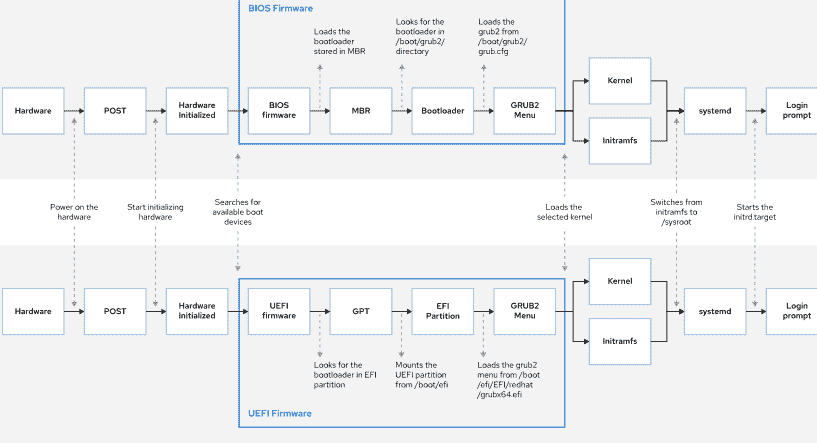 BIOS Firmware
Loads the
bootloader
stored in MBR
Looks for the
bootloader in
/boot/grub2/
directory
Loads the
grub2 from
/boot/grub2/
grub.cfg
Hardware
POST
Hardware
Initialized
BIOS
firmware
MBR
Bootloader
GRUB2
Menu
Kernel
Initramfs
systemd
Login
prompt
Power on the
hardware
Start initializing
hardware
Searches for
available boot
devices
Loads the
selected kernel
Switches from
initramfs to
/sysroot
Starts the
initrd.target
Hardware
POST
Hardware
initialized
UEFI
firmware
GPT
EFI
Partition
GRUB2
Menu
Kernel
Initramfs
systemd
Login
prompt
Looks for the
bootloader in EFI
partition
Mounts the
UEFI partition
from /boot/efi
Loads the grub2
menu from /boot
/efi/EFI/redhat
/grubx64.efi
UEFI Firmware